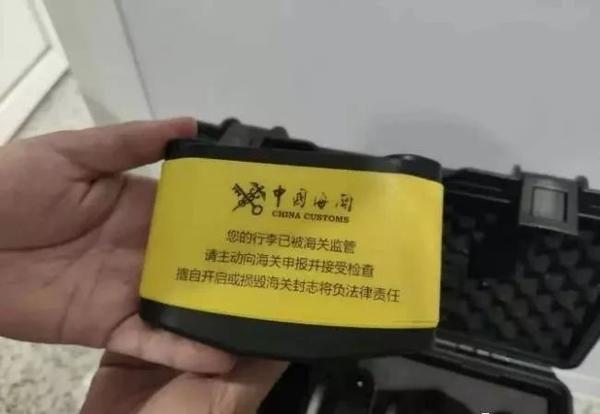 中国海关
CHINA CUSTOMS
您的行李已被海关监管
请主动向海关申报并接受检查
擅自开启或损毁海关封志将负法律责任